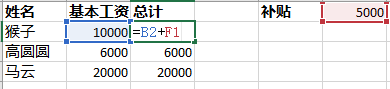 姓名 基本工资 总计 补贴 5000
猴子 10000 =B2+F1
高圆圆 6000 6000
马云 20000 20000